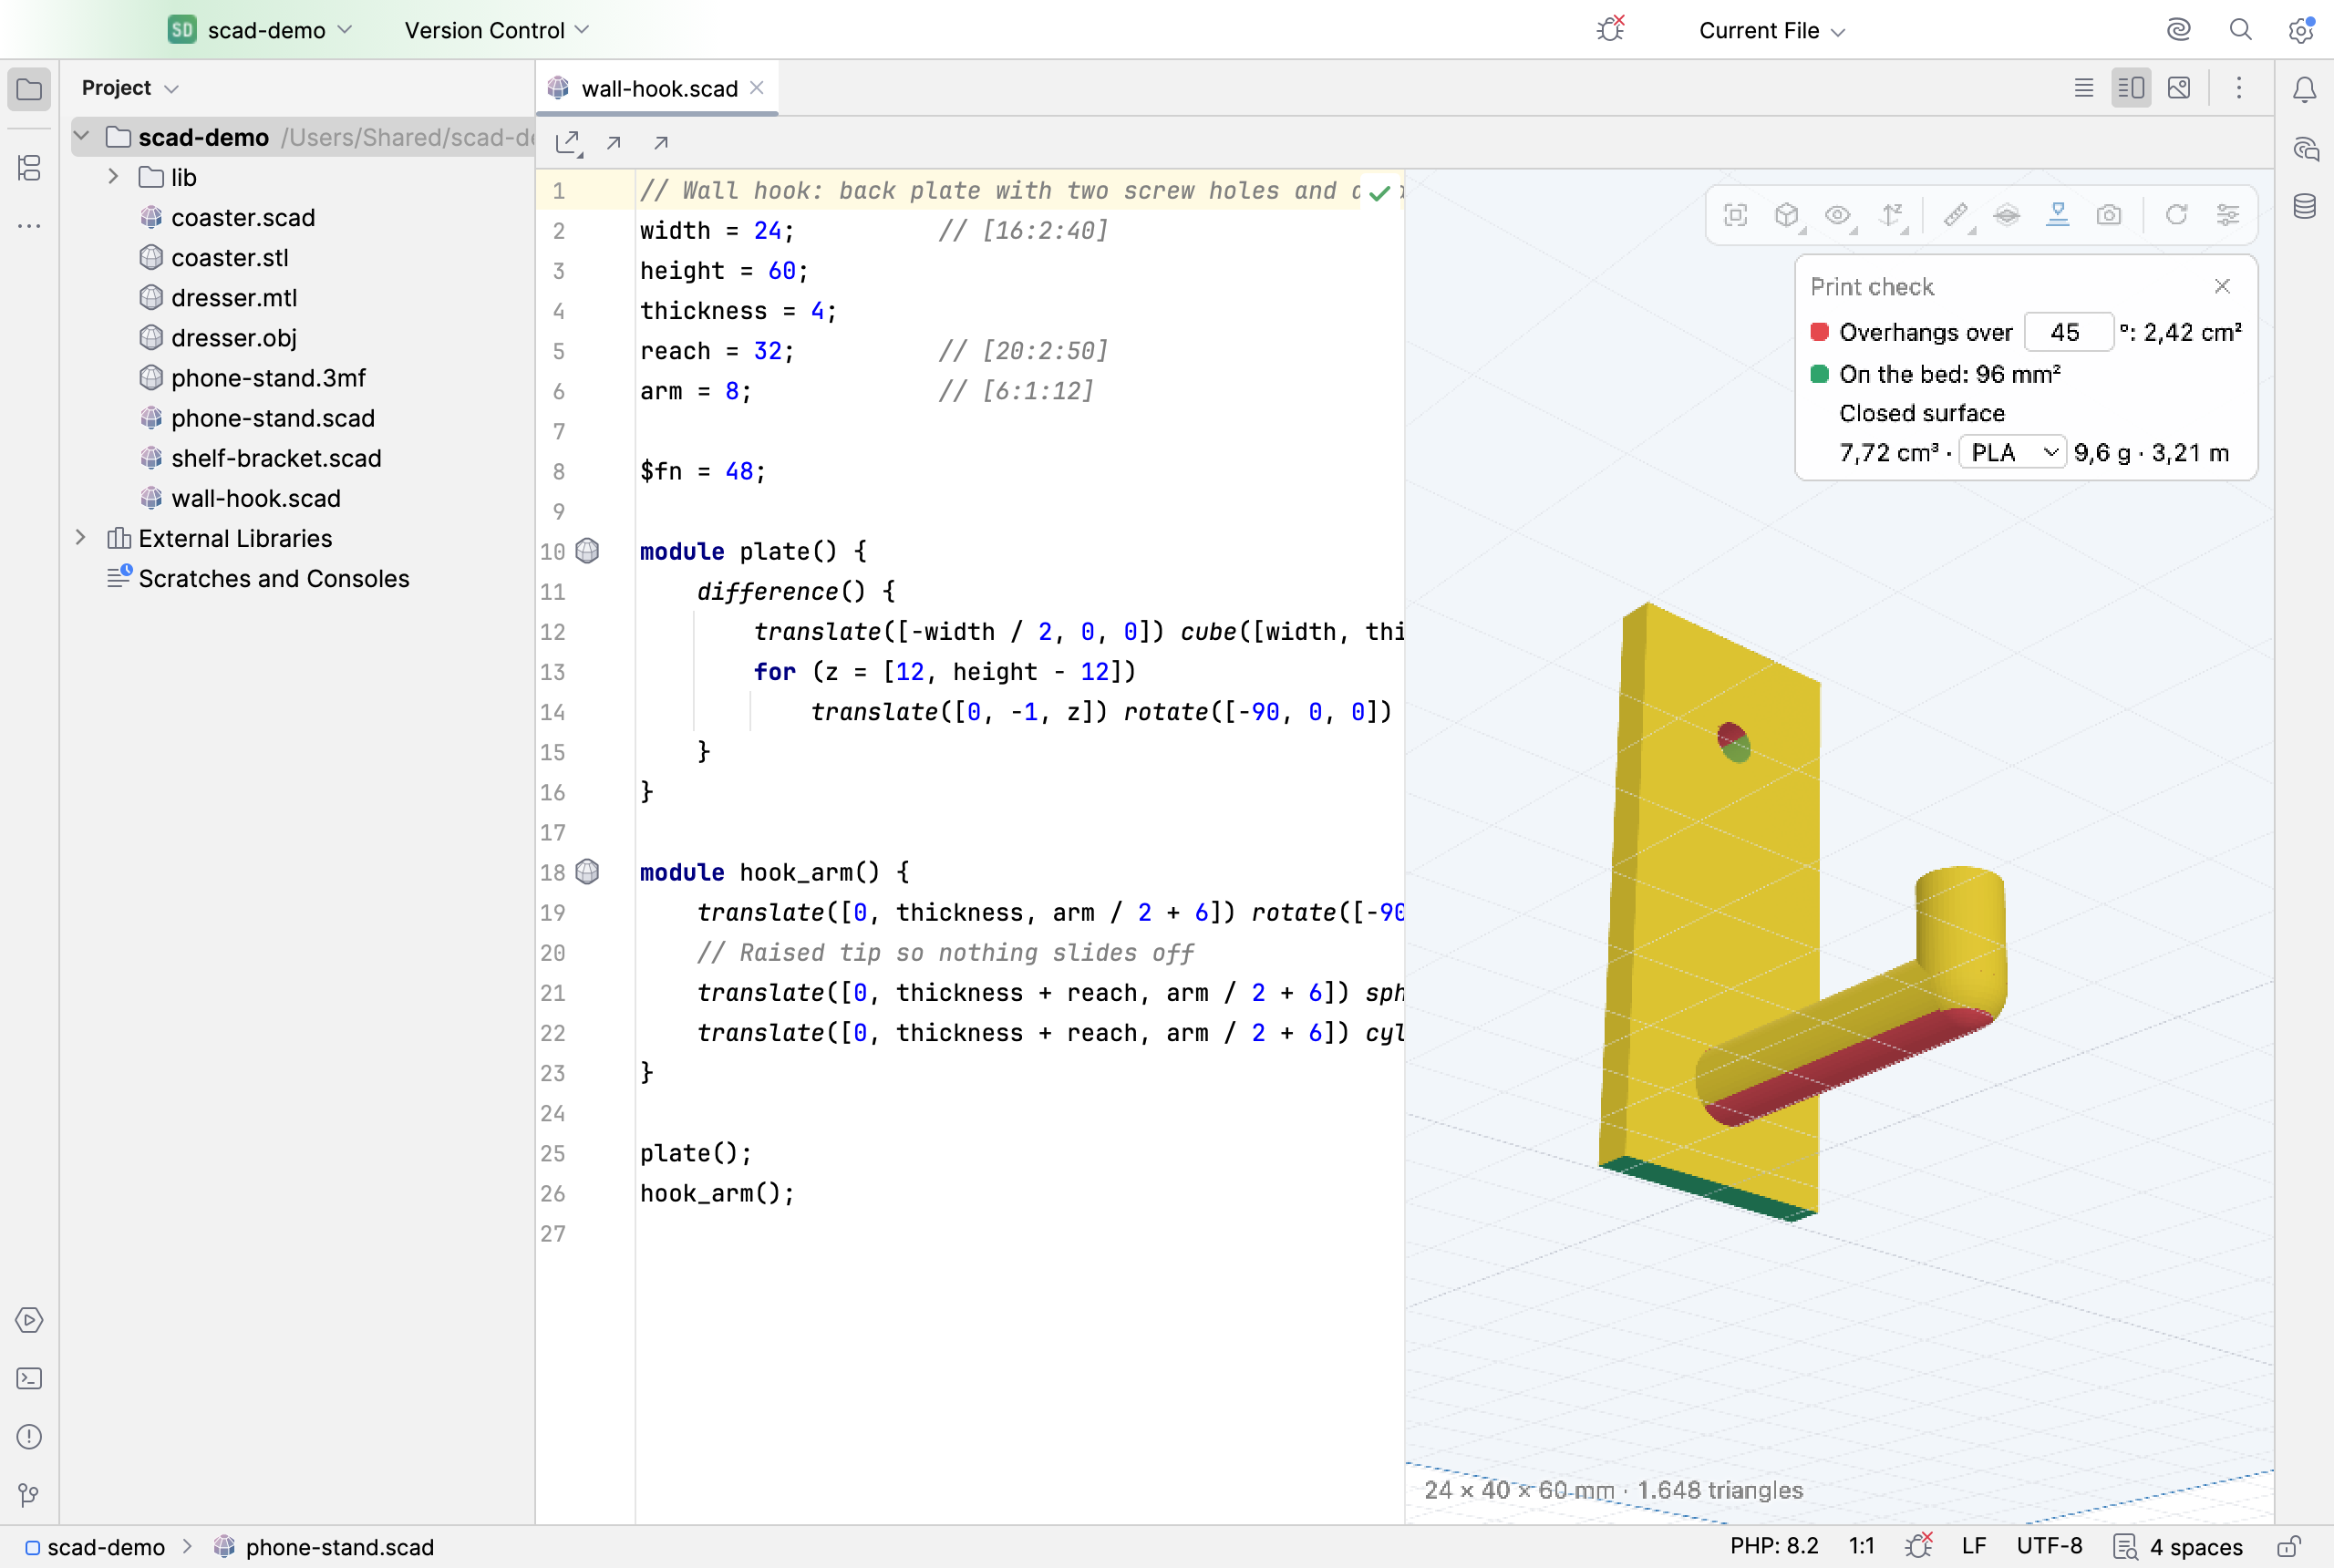 SD scad-demo Version Control Current File
Project
wall-hook.scad
scad-demo /Users/Shared/scad-d
lib
coaster.scad
coaster.stl
dresser.mtl
dresser.obj
phone-stand.3mf
phone-stand.scad
shelf-bracket.scad
wall-hook.scad
External Libraries
Scratches and Consoles
1 // Wall hook: back plate with two screw holes and
2 width = 24; // [16:2:40]
3 height = 60;
4 thickness = 4;
5 reach = 32; // [20:2:50]
6 arm = 8; // [6:1:12]
7
8 $fn = 48;
9
10 module plate() {
11 difference() {
12 translate([-width / 2, 0, 0]) cube([width, thi
13 for (z = [12, height - 12])
14 translate([0, -1, z]) rotate([-90, 0, 0])
15 }
16 }
17
18 module hook_arm() {
19 translate([0, thickness, arm / 2 + 6]) rotate([-90
20 // Raised tip so nothing slides off
21 translate([0, thickness + reach, arm / 2 + 6]) sph
22 translate([0, thickness + reach, arm / 2 + 6]) cyl
23 }
24
25 plate();
26 hook_arm();
27
Print check
Overhangs over 45 °: 2,42 cm²
On the bed: 96 mm²
Closed surface
7,72 cm³ · PLA 9,6 g · 3,21 m
24 × 40 × 60 mm · 1.648 triangles
scad-demo phone-stand.scad PHP: 8.2 1:1 LF UTF-8 4 spaces